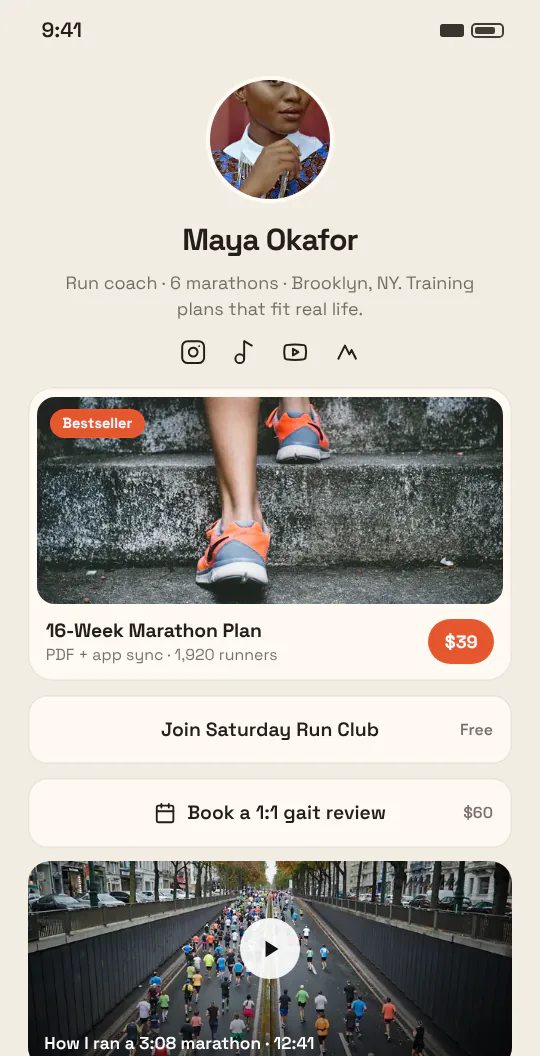 9:41
Maya Okafor
Run coach · 6 marathons · Brooklyn, NY. Training
plans that fit real life.
Bestseller
16-Week Marathon Plan
PDF + app sync · 1,920 runners
$39
Join Saturday Run Club
Free
Book a 1:1 gait review
$60
How I ran a 3:08 marathon · 12:41